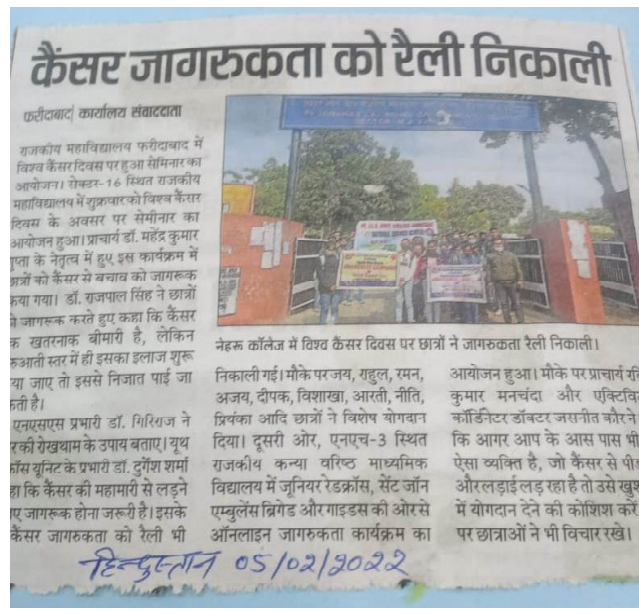 कैंसर जागरुकता को रैली निकाली
फरीदाबाद| कार्यालय संवाददाता
राजकीय महाविद्यालय फरीदाबाद में
विश्व कैंसर दिवस पर हुआ सेमिनार का
आयोजन। सेक्टर-16 स्थित राजकीय
महाविद्यालय में शुक्रवार को विश्व कैंसर
दिवस के अवसर पर सेमीनार का
आयोजन हुआ। प्राचार्य डॉ. महेंद्र कुमार
प्ता के नेतृत्व में हुए इस कार्यक्रम में
ात्रों को कैंसर से बचाव को जागरूक
कया गया। डॉ. राजपाल सिंह ने छात्रों
ो जागरूक करते हुए कहा कि कैंसर
क खतरनाक बीमारी है, लेकिन
रुआती स्तर में ही इसका इलाज शुरू
या जाए तो इससे निजात पाई जा
कती है।
एनएसएस प्रभारी डॉ. गिरिराज ने
र की रोखथाम के उपाय बताए। यूथ
ॉस यूनिट के प्रभारी डॉ. दुर्गेश शर्मा
हा कि कैंसर की महामारी से लड़ने
ए जागरूक होना जरूरी है। इसके
कैंसर जागरुकता को रैली भी
नेहरू कॉलेज में विश्व कैंसर दिवस पर छात्रों ने जागरुकता रैली निकाली।
निकाली गई। मौके पर जय, राहुल, रमन,
अजय, दीपक, विशाखा, आरती, नीति,
प्रियंका आदि छात्रों ने विशेष योगदान
दिया। दूसरी ओर, एनएच-3 स्थित
राजकीय कन्या वरिष्ठ माध्यमिक
विद्यालय में जूनियर रेडक्रॉस, सेंट जॉन
एम्बुलेंस ब्रिगेड और गाइडस की ओर से
ऑनलाइन जागरुकता कार्यक्रम का
आयोजन हुआ। मौके पर प्राचार्य रवि
कुमार मनचंदा और एक्टिवि
कॉर्डिनेटर डॉक्टर जसनीत कौर ने
कि आगर आप के आस पास भी
ऐसा व्यक्ति है, जो कैंसर से पीड़
और लड़ाई लड़ रहा है तो उसे खुश
में योगदान देने की कोशिश करें
पर छात्राओं ने भी विचार रखे।
हिन्दुस्तान 05/02/2022